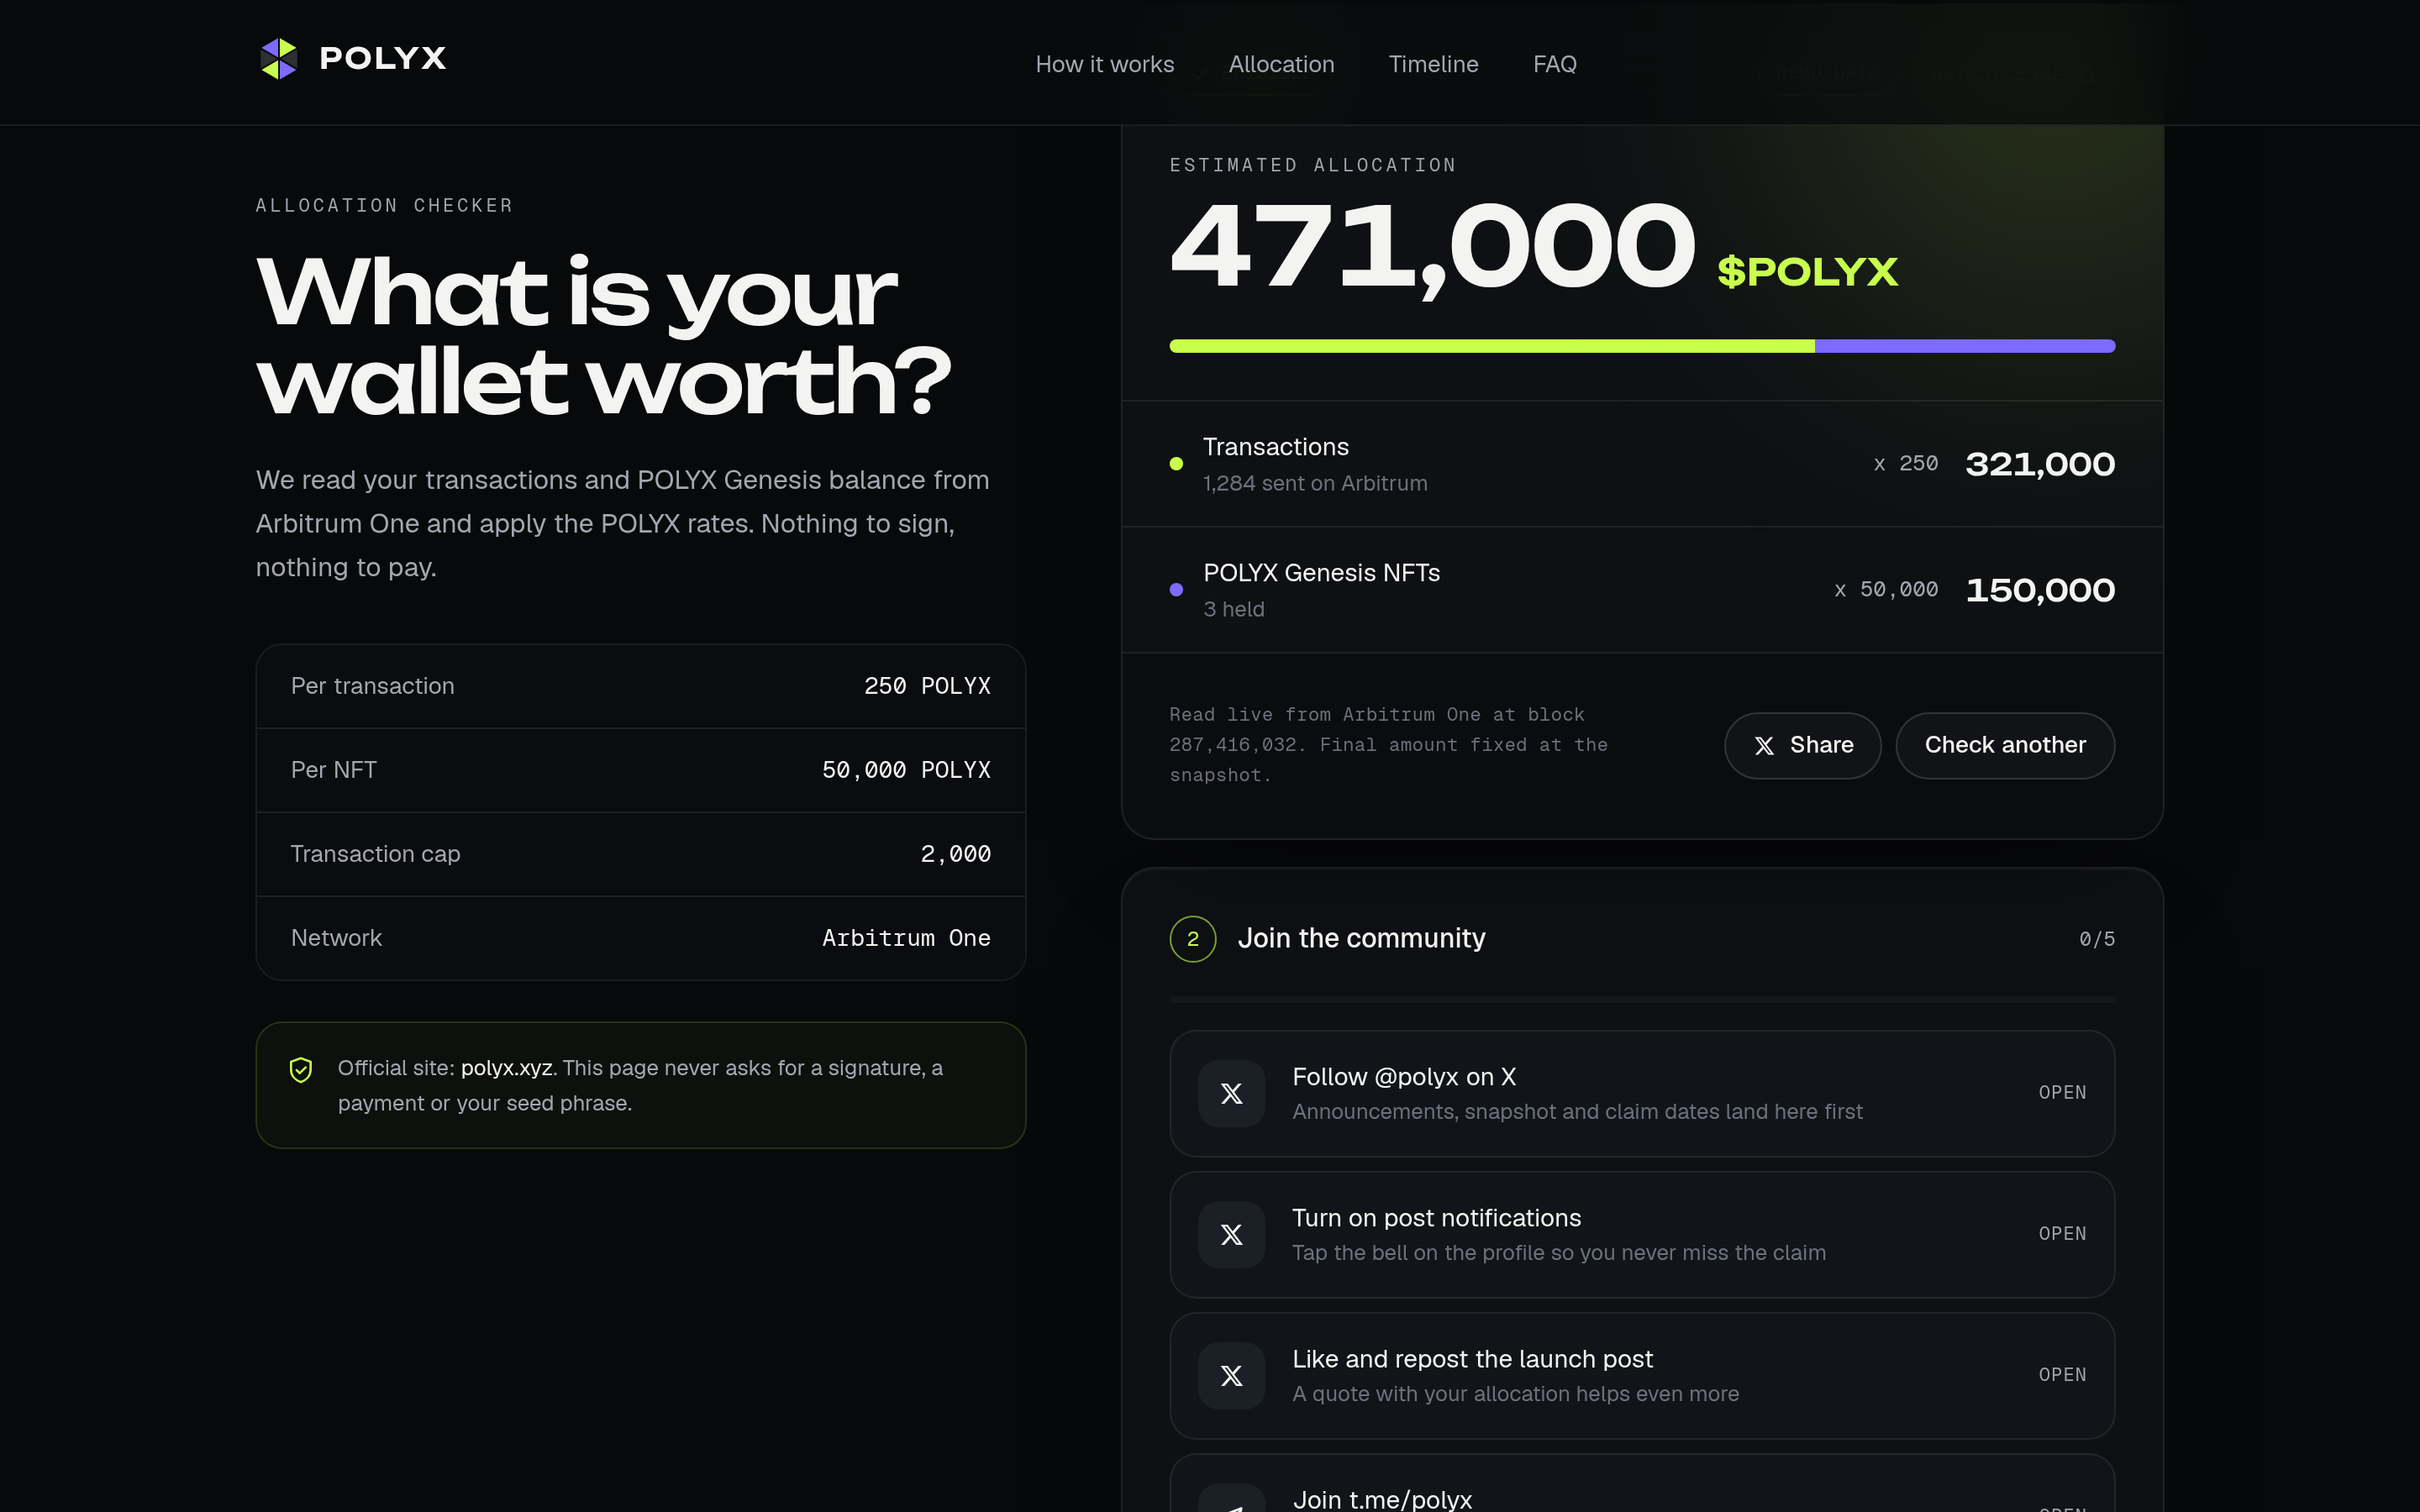 POLYX
How it works
Allocation
Timeline
FAQ
ALLOCATION CHECKER
What is your
wallet worth?
We read your transactions and POLYX Genesis balance from
Arbitrum One and apply the POLYX rates. Nothing to sign,
nothing to pay.
Per transaction 250 POLYX
Per NFT 50,000 POLYX
Transaction cap 2,000
Network Arbitrum One
Official site: polyx.xyz. This page never asks for a signature, a
payment or your seed phrase.
ESTIMATED ALLOCATION
471,000 $POLYX
Transactions
1,284 sent on Arbitrum
x 250 321,000
POLYX Genesis NFTs
3 held
x 50,000 150,000
Read live from Arbitrum One at block
287,416,032. Final amount fixed at the
snapshot.
Share
Check another
2 Join the community 0/5
Follow @polyx on X
Announcements, snapshot and claim dates land here first
OPEN
Turn on post notifications
Tap the bell on the profile so you never miss the claim
OPEN
Like and repost the launch post
A quote with your allocation helps even more
OPEN
Join t.me/polyx